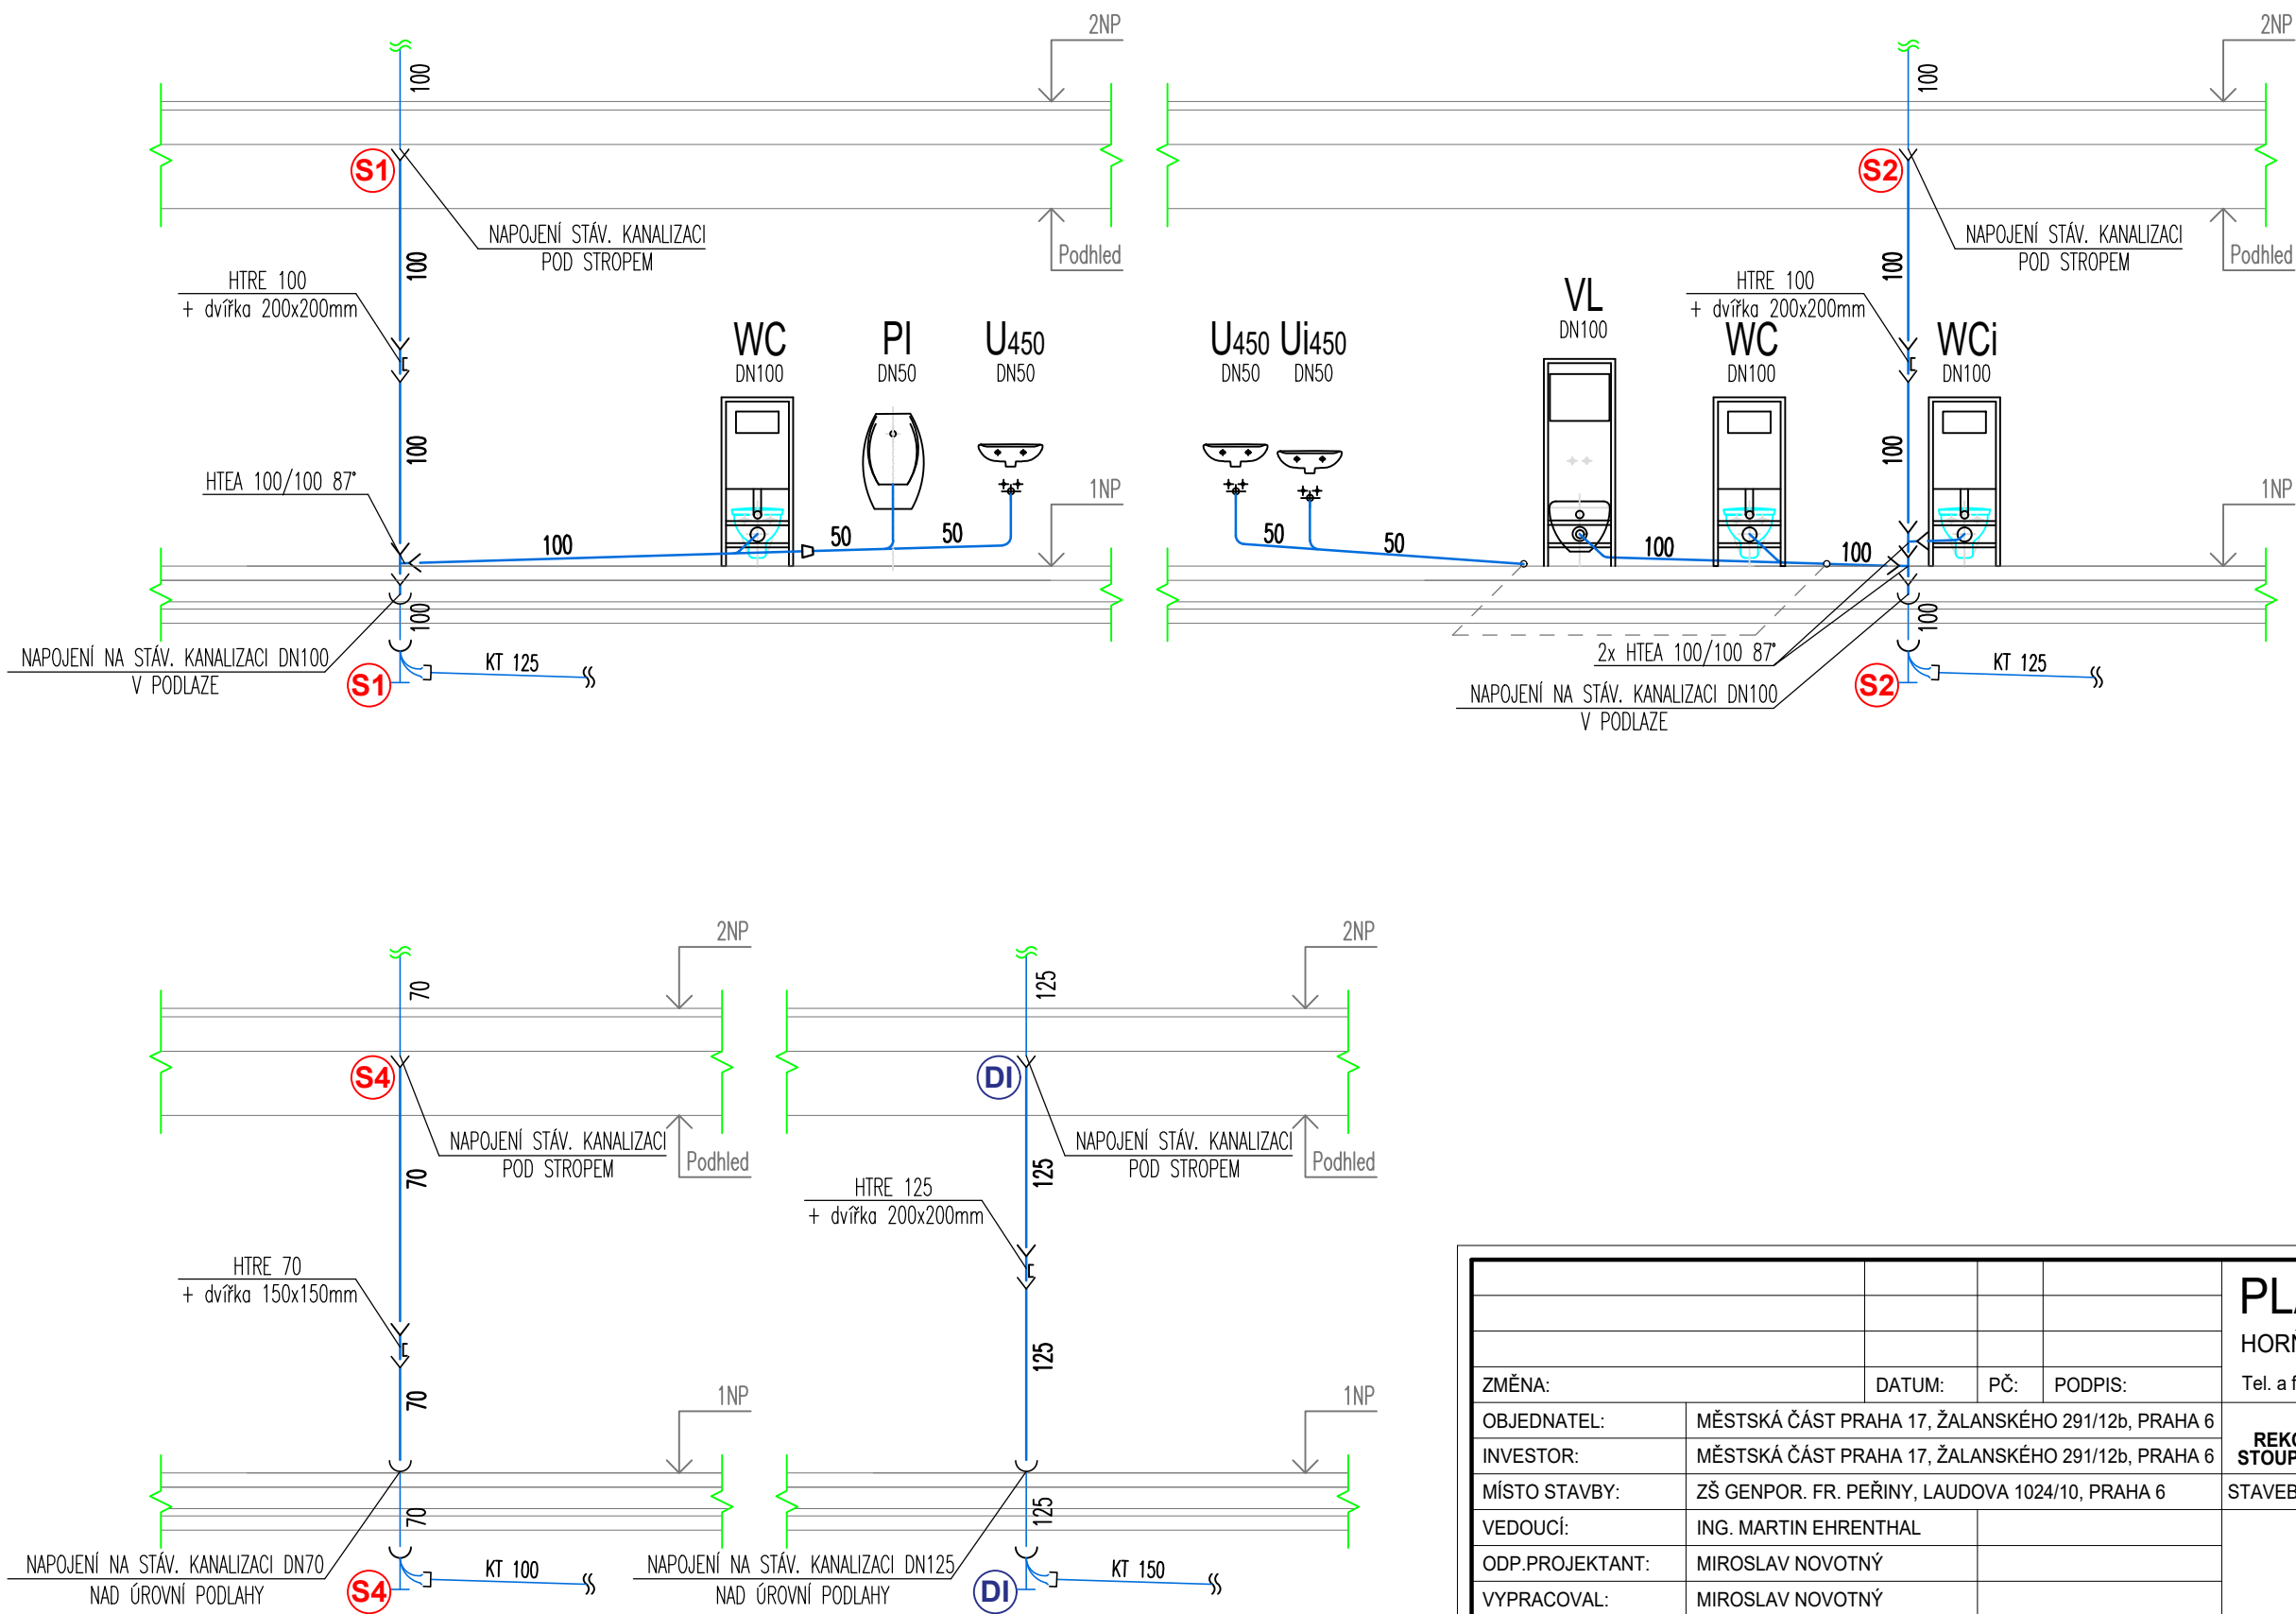 2NP
2NP
100
100
S1
S2
NAPOJENÍ STÁV. KANALIZACI
POD STROPEM
Podhled
NAPOJENÍ STÁV. KANALIZACI
POD STROPEM
Podhled
100
100
HTRE 100
+ dvířka 200x200mm
HTRE 100
+ dvířka 200x200mm
WC
DN100
PI
DN50
U450
DN50
U450
DN50
Ui450
DN50
VL
DN100
WC
DN100
WCi
DN100
100
100
HTEA 100/100 87°
1NP
1NP
100
50
50
50
50
100
100
100
100
NAPOJENÍ NA STÁV. KANALIZACI DN100
V PODLAZE
S1
KT 125
2x HTEA 100/100 87°
NAPOJENÍ NA STÁV. KANALIZACI DN100
V PODLAZE
S2
KT 125
2NP
2NP
70
125
S4
DI
NAPOJENÍ STÁV. KANALIZACI
POD STROPEM
Podhled
NAPOJENÍ STÁV. KANALIZACI
POD STROPEM
Podhled
70
125
HTRE 125
+ dvířka 200x200mm
HTRE 70
+ dvířka 150x150mm
70
125
1NP
1NP
70
125
NAPOJENÍ NA STÁV. KANALIZACI DN70
NAD ÚROVNÍ PODLAHY
S4
KT 100
NAPOJENÍ NA STÁV. KANALIZACI DN125
NAD ÚROVNÍ PODLAHY
DI
KT 150
ZMĚNA: DATUM: PČ: PODPIS:
Tel. a f
OBJEDNATEL: MĚSTSKÁ ČÁST PRAHA 17, ŽALANSKÉHO 291/12b, PRAHA 6
INVESTOR: MĚSTSKÁ ČÁST PRAHA 17, ŽALANSKÉHO 291/12b, PRAHA 6
STOUP
MÍSTO STAVBY: ZŠ GENPOR. FR. PEŘINY, LAUDOVA 1024/10, PRAHA 6
STAVEB
VEDOUCÍ: ING. MARTIN EHRENTHAL
ODP.PROJEKTANT: MIROSLAV NOVOTNÝ
VYPRACOVAL: MIROSLAV NOVOTNÝ